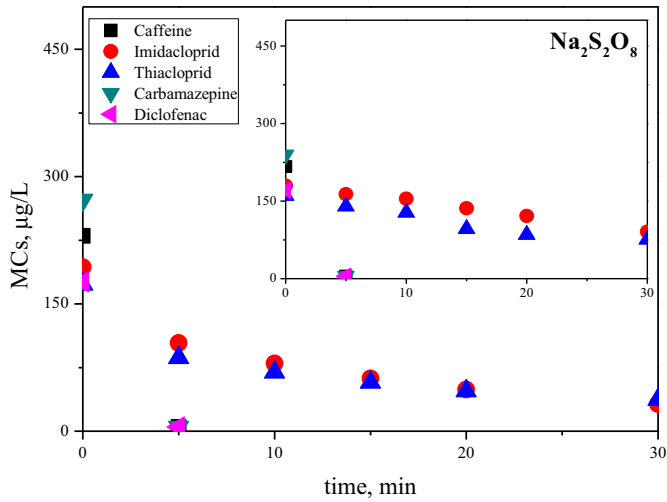 Caffeine
Imidacloprid
Thiacloprid
Carbamazepine
Diclofenac
Na₂S₂O₈
450
300
150
0
MCs, µg/L
450
300
150
0
0
10
20
30
0
10
20
30
time, min